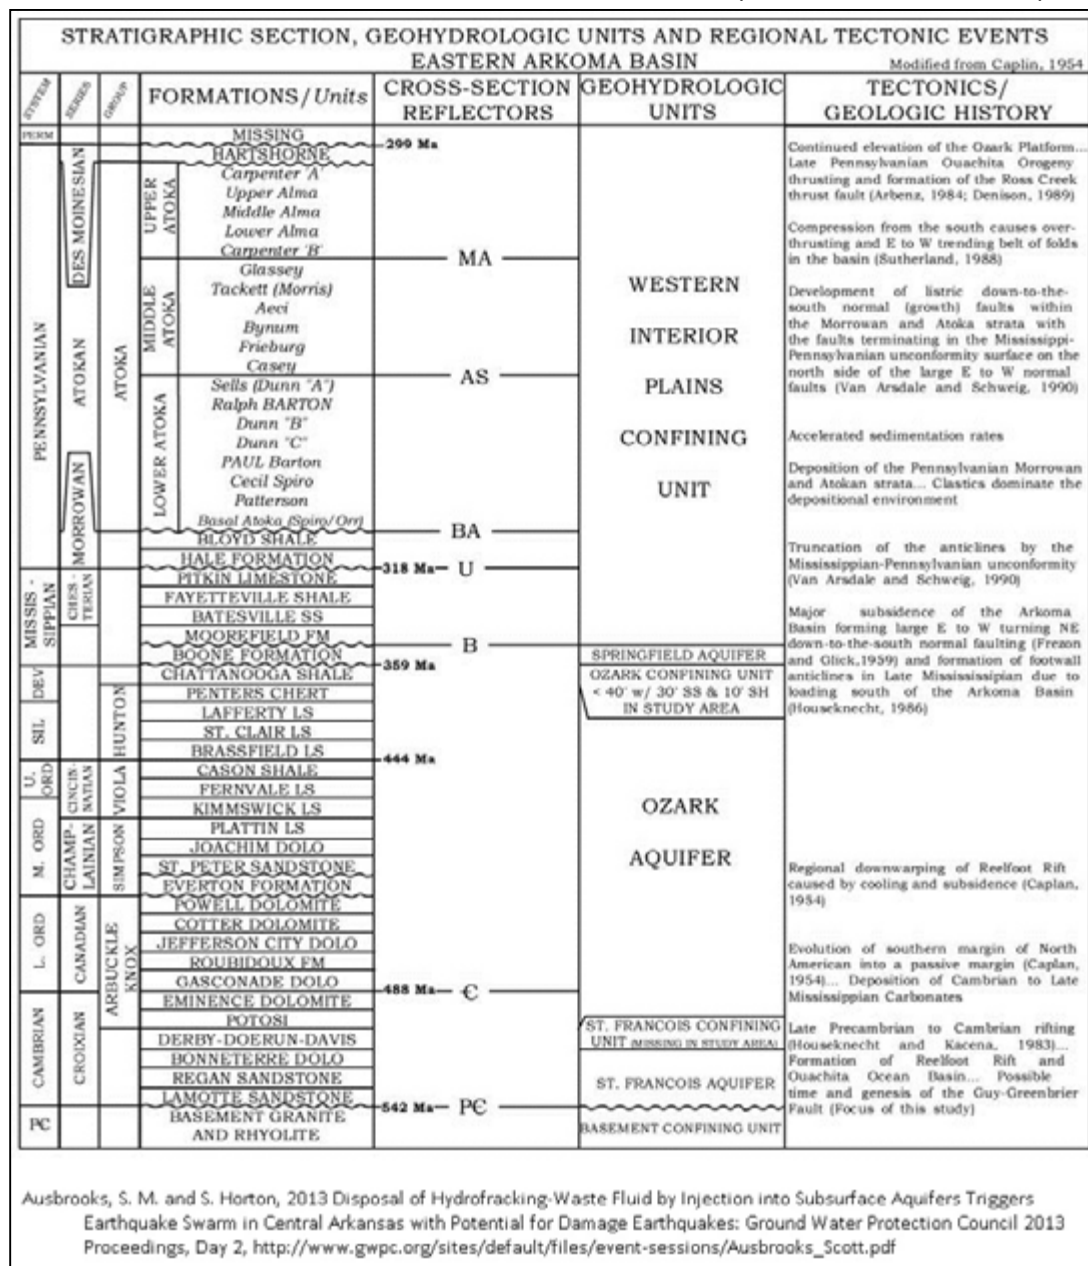 STRATIGRAPHIC SECTION, GEOHYDROLOGIC UNITS AND REGIONAL TECTONIC EVENTS
EASTERN ARKOMA BASIN
Modified from Caplin, 1954
SYSTEM
SERIES
GROUP
FORMATIONS/Units
CROSS-SECTION
REFLECTORS
GEOHYDROLOGIC
UNITS
TECTONICS/
GEOLOGIC HISTORY
PERM
PENNSYLVANIAN
MISSIS-
SIPPIAN
DEV
SIL
U.
ORD
M. ORD
L. ORD
CAMBRIAN
PЄ
DES MOINESIAN
ATOKAN
MORROWAN
CHES-
TERIAN
CINCIN-
NATIAN
CHAMP-
LAINIAN
CANADIAN
CROIXIAN
ATOKA
HUNTON
VIOLA
SIMPSON
ARBUCKLE
KNOX
UPPER
ATOKA
MIDDLE
ATOKA
LOWER ATOKA
MISSING
HARTSHORNE
Carpenter 'A'
Upper Alma
Middle Alma
Lower Alma
Carpenter 'B'
Glassey
Tackett (Morris)
Aeci
Bynum
Frieburg
Casey
Sells (Dunn "A")
Ralph BARTON
Dunn "B"
Dunn "C"
PAUL Barton
Cecil Spiro
Patterson
Basal Atoka (Spiro/Orr)
BLOYD SHALE
HALE FORMATION
PITKIN LIMESTONE
FAYETTEVILLE SHALE
BATESVILLE SS
MOOREFIELD FM
BOONE FORMATION
CHATTANOOGA SHALE
PENTERS CHERT
LAFFERTY LS
ST. CLAIR LS
BRASSFIELD LS
CASON SHALE
FERNVALE LS
KIMMSWICK LS
PLATTIN LS
JOACHIM DOLO
ST. PETER SANDSTONE
EVERTON FORMATION
POWELL DOLOMITE
COTTER DOLOMITE
JEFFERSON CITY DOLO
ROUBIDOUX FM
GASCONADE DOLO
EMINENCE DOLOMITE
POTOSI
DERBY-DOERUN-DAVIS
BONNETERRE DOLO
REGAN SANDSTONE
LAMOTTE SANDSTONE
BASEMENT GRANITE
AND RHYOLITE
299 Ma
MA
AS
BA
318 Ma U
B
359 Ma
444 Ma
488 Ma Є
542 Ma PЄ
WESTERN
INTERIOR
PLAINS
CONFINING
UNIT
SPRINGFIELD AQUIFER
OZARK CONFINING UNIT
< 40' w/ 30' SS & 10' SH
IN STUDY AREA
OZARK
AQUIFER
ST. FRANCOIS CONFINING
UNIT (MISSING IN STUDY AREA)
ST. FRANCOIS AQUIFER
BASEMENT CONFINING UNIT
Continued elevation of the Ozark Platform...
Late Pennsylvanian Ouachita Orogeny
thrusting and formation of the Ross Creek
thrust fault (Arbenz, 1984; Denison, 1989)
Compression from the south causes over-
thrusting and E to W trending belt of folds
in the basin (Sutherland, 1988)
Development of listric down-to-the-
south normal (growth) faults within
the Morrowan and Atoka strata with
the faults terminating in the Mississippi-
Pennsylvanian unconformity surface on the
north side of the large E to W normal
faults (Van Arsdale and Schweig, 1990)
Accelerated sedimentation rates
Deposition of the Pennsylvanian Morrowan
and Atokan strata... Clastics dominate the
depositional environment
Truncation of the anticlines by the
Mississippian-Pennsylvanian unconformity
(Van Arsdale and Schweig, 1990)
Major subsidence of the Arkoma
Basin forming large E to W turning NE
down-to-the-south normal faulting (Frezon
and Glick,1959) and formation of footwall
anticlines in Late Mississisipian due to
loading south of the Arkoma Basin
(Houseknecht, 1986)
Regional downwarping of Reelfoot Rift
caused by cooling and subsidence (Caplan,
1954)
Evolution of southern margin of North
American into a passive margin (Caplan,
1954)... Deposition of Cambrian to Late
Mississippian Carbonates
Late Precambrian to Cambrian rifting
(Houseknecht and Kacena, 1983)...
Formation of Reelfoot Rift and
Ouachita Ocean Basin... Possible
time and genesis of the Guy-Greenbrier
Fault (Focus of this study)
Ausbrooks, S. M. and S. Horton, 2013 Disposal of Hydrofracking-Waste Fluid by Injection into Subsurface Aquifers Triggers
Earthquake Swarm in Central Arkansas with Potential for Damage Earthquakes: Ground Water Protection Council 2013
Proceedings, Day 2, http://www.gwpc.org/sites/default/files/event-sessions/Ausbrooks_Scott.pdf